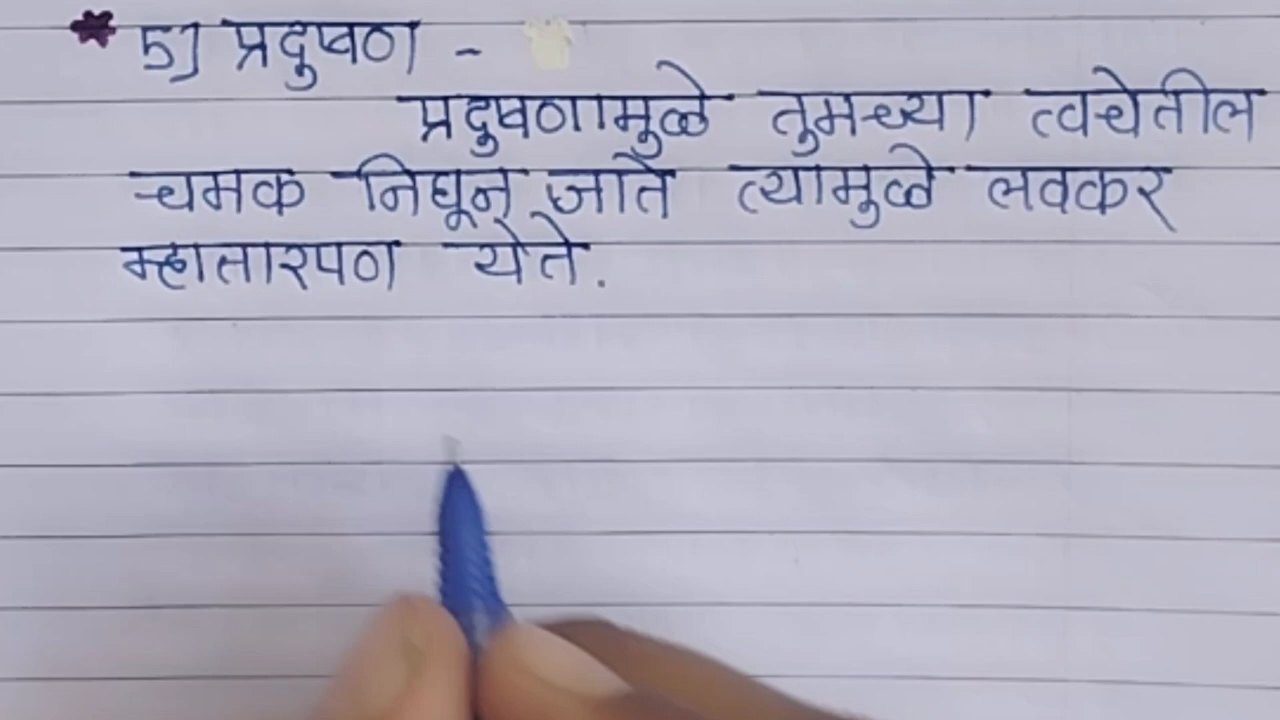 * 5) प्रदुषण -
प्रदुषणामुळे तुमच्या त्वचेतील
चमक निघून जाते त्यामुळे लवकर
म्हातारपण येते.